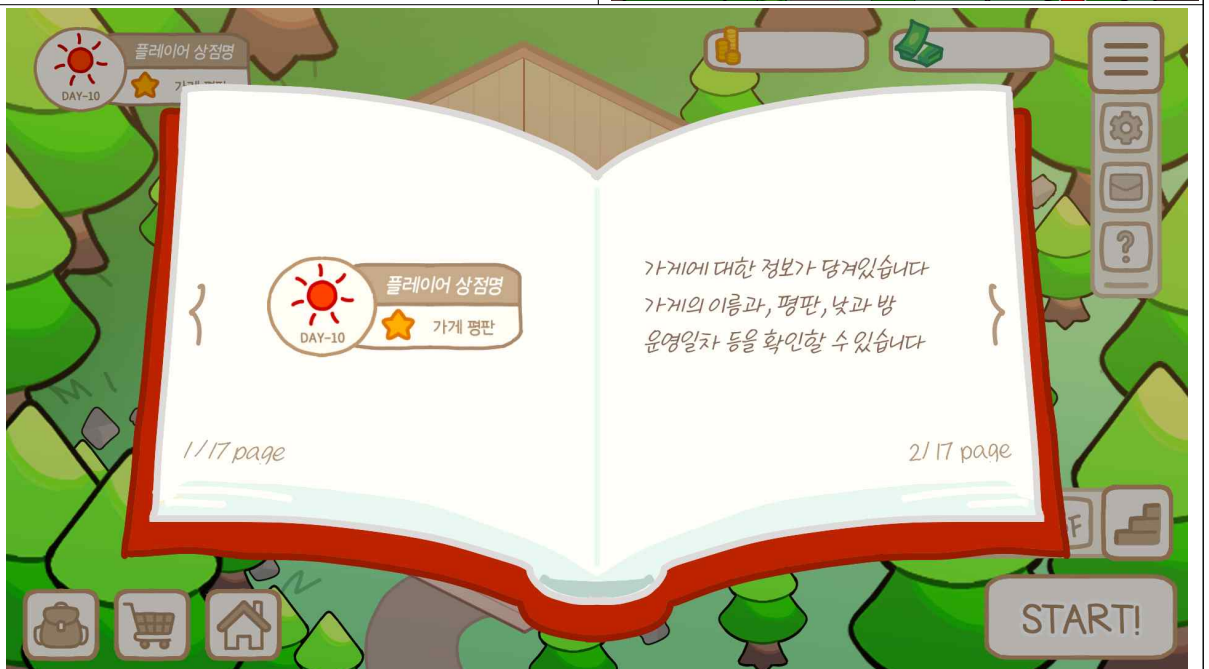 플레이어 상점명
DAY-10
플레이어 상점명
DAY-10
가게 평판
가게에 대한 정보가 담겨있습니다
가게의 이름과, 평판, 낮과 밤
운영일차 등을 확인할 수 있습니다
1/17 page
2/17 page
START!